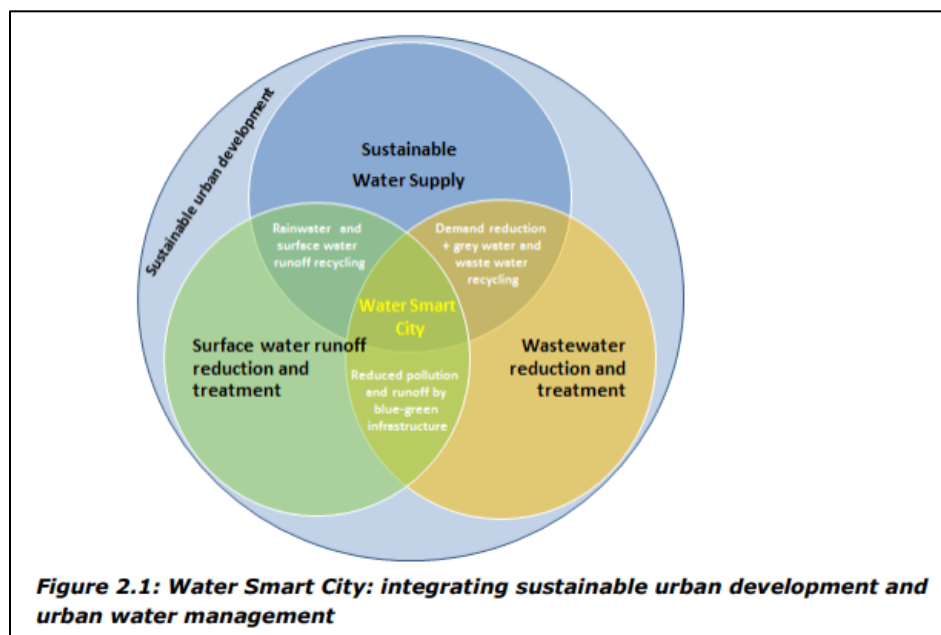 Sustainable urban development
Sustainable
Water Supply
Rainwater and
surface water
runoff recycling
Demand reduction
+ grey water and
waste water
recycling
Water Smart
City
Surface water runoff
reduction and
treatment
Wastewater
reduction and
treatment
Reduced pollution
and runoff by
blue-green
infrastructure
Figure 2.1: Water Smart City: integrating sustainable urban development and
urban water management